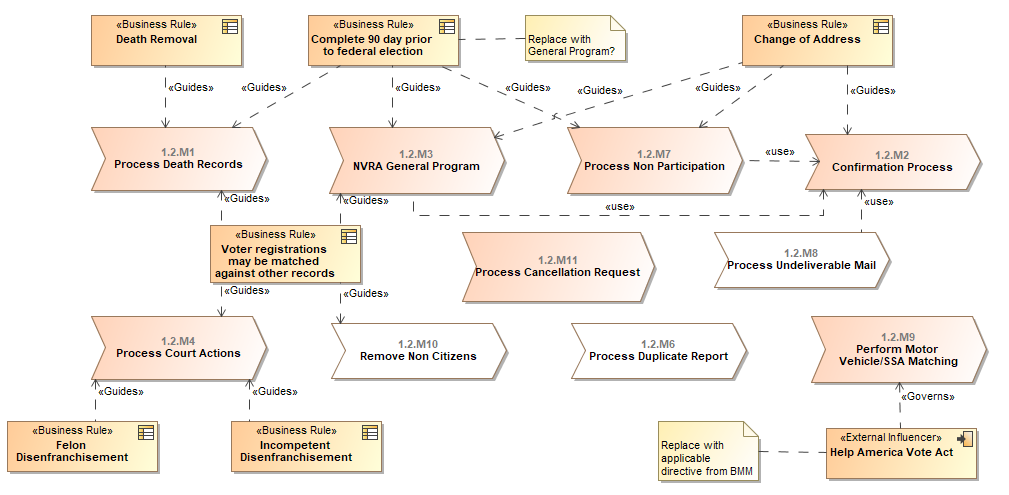 «Business Rule»
Death Removal
«Business Rule»
Complete 90 day prior
to federal election
Replace with
General Program?
«Business Rule»
Change of Address
«Guides»
«Guides»
«Guides»
«Guides»
«Guides»
«Guides»
«Guides»
1.2.M1
Process Death Records
1.2.M3
NVRA General Program
1.2.M7
Process Non Participation
«use»
1.2.M2
Confirmation Process
«Guides»
«Guides»
«use»
«use»
«Business Rule»
Voter registrations
may be matched
against other records
1.2.M11
Process Cancellation Request
1.2.M8
Process Undeliverable Mail
«Guides»
«Guides»
1.2.M4
Process Court Actions
1.2.M10
Remove Non Citizens
1.2.M6
Process Duplicate Report
1.2.M9
Perform Motor
Vehicle/SSA Matching
«Guides»
«Guides»
«Governs»
«Business Rule»
Felon
Disenfranchisement
«Business Rule»
Incompetent
Disenfranchisement
Replace with
applicable
directive from BMM
«External Influencer»
Help America Vote Act